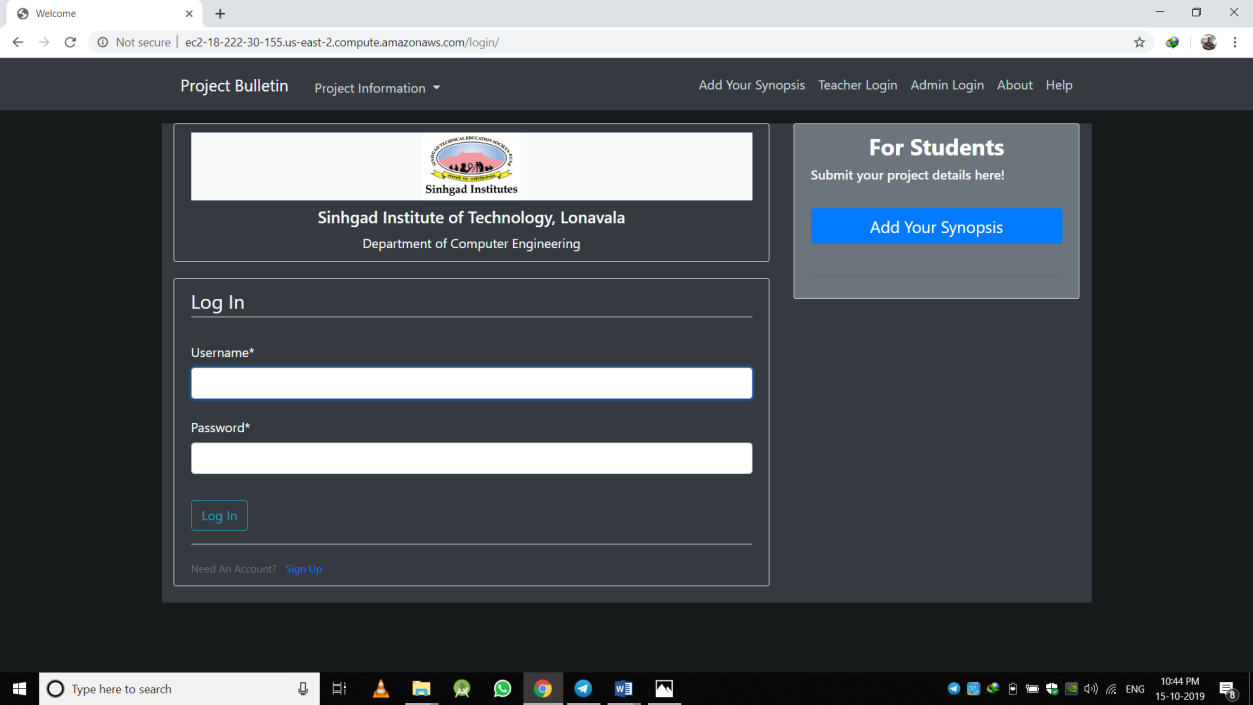 Welcome
Not secure
ec2-18-222-30-155.us-east-2.compute.amazonaws.com/login/
Project Bulletin
Project Information
Add Your Synopsis
Teacher Login
Admin Login
About
Help
SINHGAD TECHNICAL EDUCATION SOCIETY-PUNE
Sinhgad Institutes
Sinhgad Institute of Technology, Lonavala
Department of Computer Engineering
For Students
Submit your project details here!
Add Your Synopsis
Log In
Username*
Password*
Log In
Need An Account? Sign Up
Type here to search
ENG
10:44 PM
15-10-2019
8